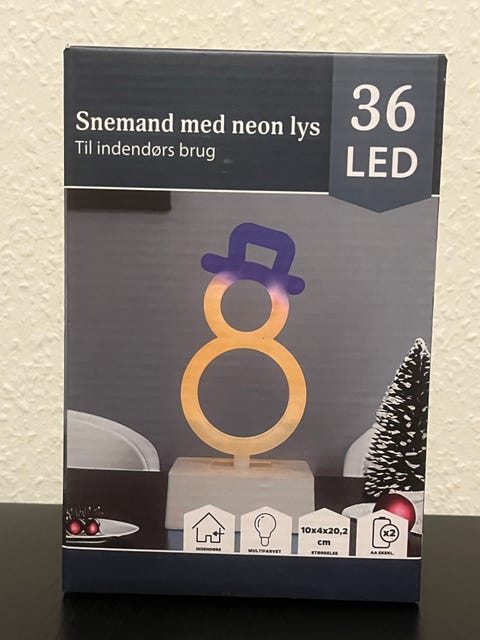 Snemand med neon lys
Til indendørs brug
36
LED
INDENDØRS
MULTIFARVET
10x4x20,2
cm
STØRRELSE
x2
AA EKSKL.